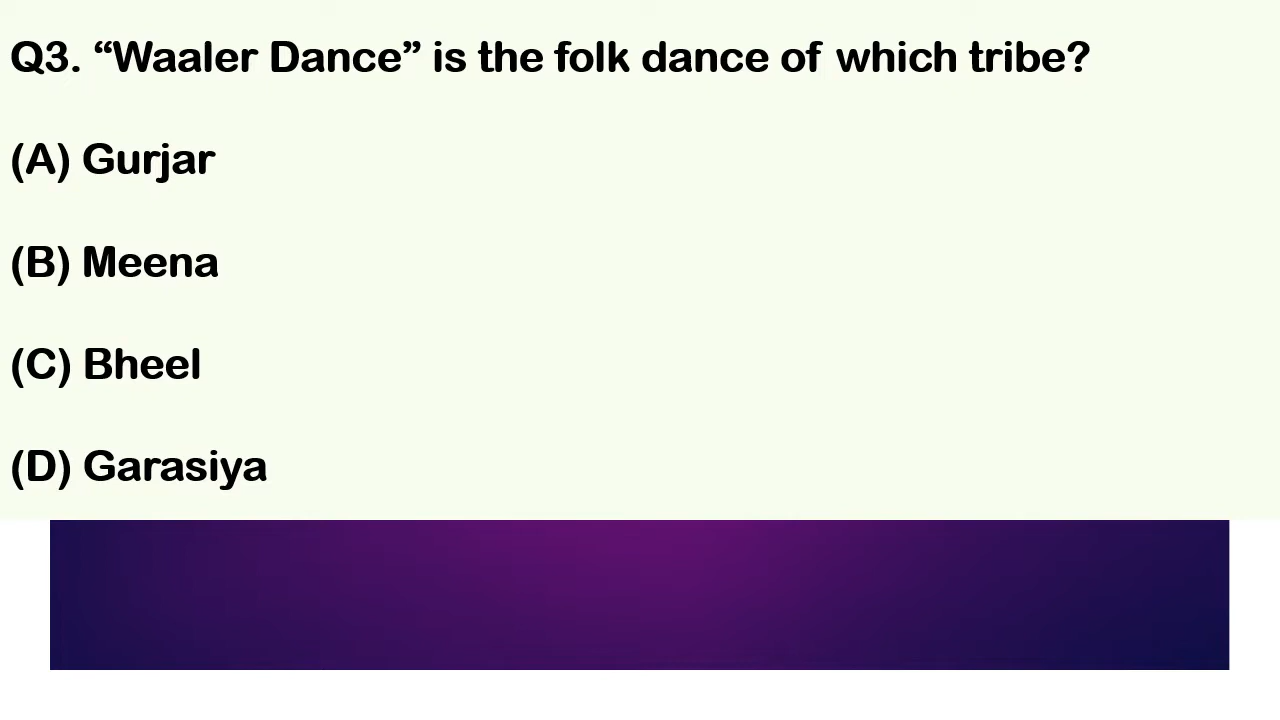 Q3. “Waaler Dance” is the folk dance of which tribe?
(A) Gurjar
(B) Meena
(C) Bheel
(D) Garasiya